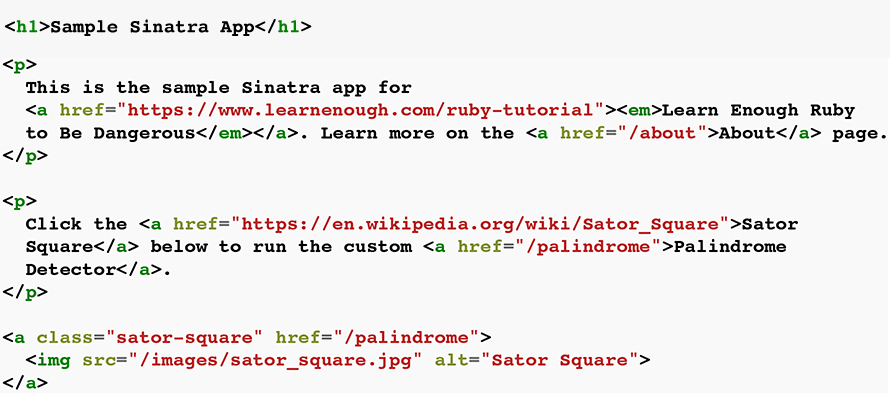 <h1>Sample Sinatra App</h1>
<p>
This is the sample Sinatra app for
<a href="https://www.learnenough.com/ruby-tutorial"><em>Learn Enough Ruby
to Be Dangerous</em></a>. Learn more on the <a href="/about">About</a> page.
</p>
<p>
Click the <a href="https://en.wikipedia.org/wiki/Sator_Square">Sator
Square</a> below to run the custom <a href="/palindrome">Palindrome
Detector</a>.
</p>
<a class="sator-square" href="/palindrome">
<img src="/images/sator_square.jpg" alt="Sator Square">
</a>